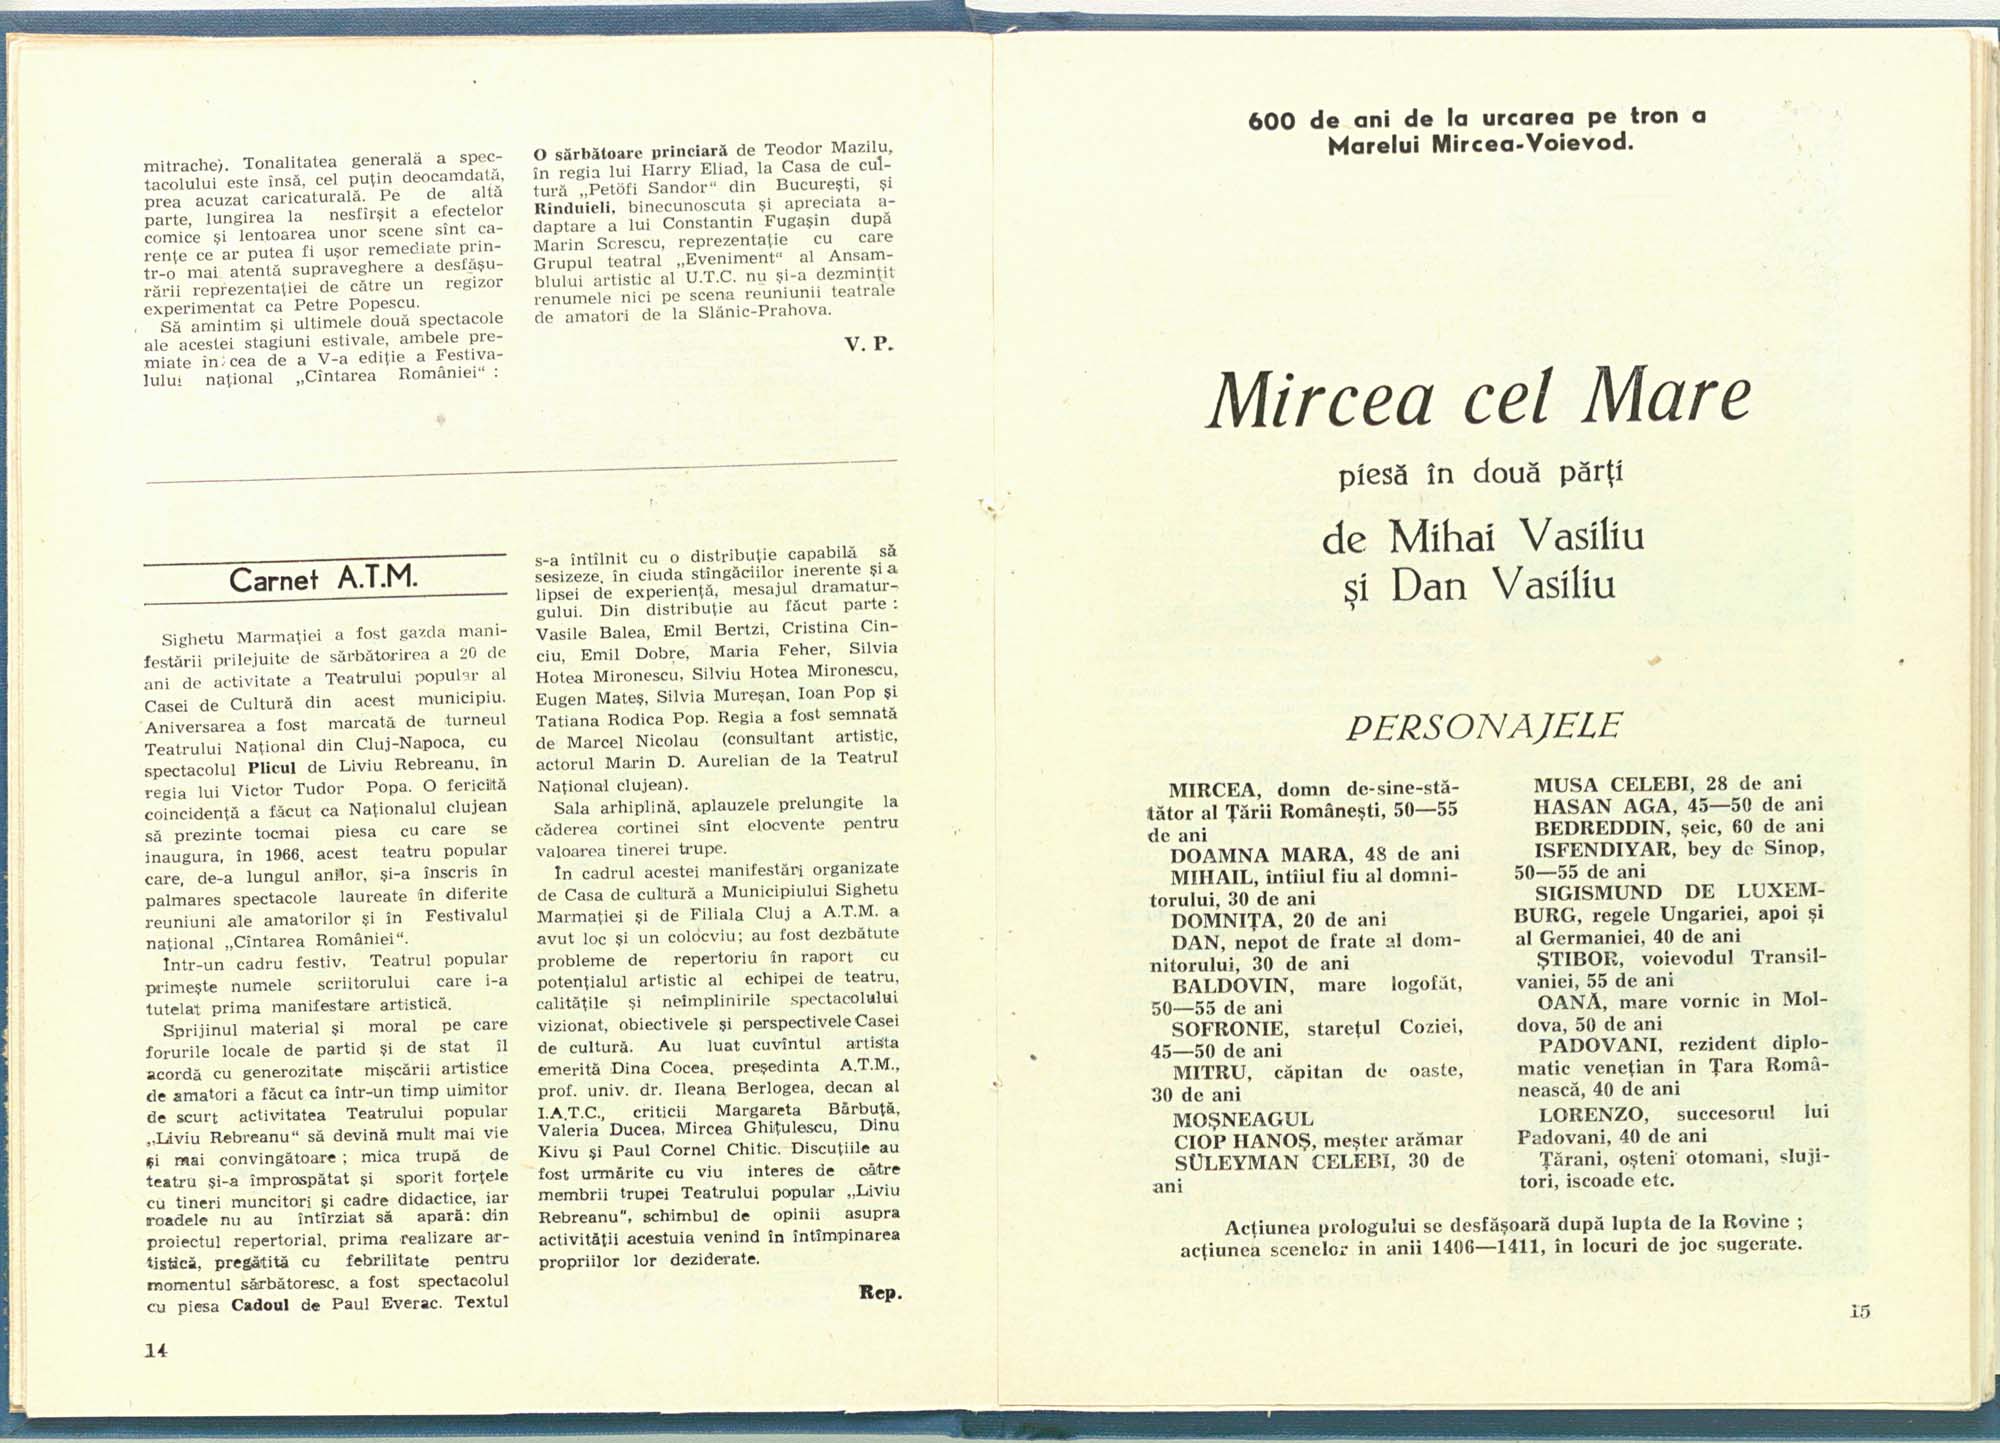 mitrache). Tonalitatea generală a spec-
tacolului este însă, cel puțin deocamdată,
prea acuzat caricaturală. Pe de altă
parte, lungirea la nesfîrșit a efectelor
comice și lentoarea unor scene sînt ca-
rențe ce ar putea fi ușor remediate prin-
tr-o mai atentă supraveghere a desfășu-
rării reprezentației de către un regizor
experimentat ca Petre Popescu.
Să amintim și ultimele două spectacole
ale acestei stagiuni estivale, ambele pre-
miate în cea de a V-a ediție a Festiva-
lului național „Cîntarea României“ :
O sărbătoare princiară de Teodor Mazilu,
în regia lui Harry Eliad, la Casa de cul-
tură „Petöfi Sandor“ din București, și
Rînduieli, binecunoscuta și apreciata a-
daptare a lui Constantin Fugașin după
Marin Screscu, reprezentație cu care
Grupul teatral „Eveniment“ al Ansam-
blului artistic al U.T.C. nu și-a dezmințit
renumele nici pe scena reuniunii teatrale
de amatori de la Slănic-Prahova.
V. P.
Carnet A.T.M.
Sighetu Marmației a fost gazda mani-
festării prilejuite de sărbătorirea a 20 de
ani de activitate a Teatrului popular al
Casei de Cultură din acest municipiu.
Aniversarea a fost marcată de turneul
Teatrului Național din Cluj-Napoca, cu
spectacolul Plicul de Liviu Rebreanu, în
regia lui Victor Tudor Popa. O fericită
coincidență a făcut ca Naționalul clujean
să prezinte tocmai piesa cu care se
inaugura, în 1966, acest teatru popular
care, de-a lungul anilor, și-a înscris în
palmares spectacole laureate în diferite
reuniuni ale amatorilor și în Festivalul
național „Cîntarea României“.
Într-un cadru festiv, Teatrul popular
primește numele scriitorului care i-a
tutelat prima manifestare artistică.
Sprijinul material și moral pe care
forurile locale de partid și de stat îl
acordă cu generozitate mișcării artistice
de amatori a făcut ca într-un timp uimitor
de scurt activitatea Teatrului popular
„Liviu Rebreanu“ să devină mult mai vie
și mai convingătoare ; mica trupă de
teatru și-a împrospătat și sporit forțele
cu tineri muncitori și cadre didactice, iar
roadele nu au întîrziat să apară: din
proiectul repertorial, prima realizare ar-
tistică, pregătită cu febrilitate pentru
momentul sărbătoresc, a fost spectacolul
cu piesa Cadoul de Paul Everac. Textul
14
s-a întîlnit cu o distribuție capabilă să
sesizeze, în ciuda stîngăciilor inerente și a
lipsei de experiență, mesajul dramatur-
gului. Din distribuție au făcut parte :
Vasile Balea, Emil Bertzi, Cristina Cin-
ciu, Emil Dobre, Maria Feher, Silvia
Hotea Mironescu, Silviu Hotea Mironescu,
Eugen Mateș, Silvia Mureșan, Ioan Pop și
Tatiana Rodica Pop. Regia a fost semnată
de Marcel Nicolau (consultant artistic,
actorul Marin D. Aurelian de la Teatrul
Național clujean).
Sala arhiplină, aplauzele prelungite la
căderea cortinei sînt elocvente pentru
valoarea tinerei trupe.
În cadrul acestei manifestări organizate
de Casa de cultură a Municipiului Sighetu
Marmației și de Filiala Cluj a A.T.M. a
avut loc și un colocviu; au fost dezbătute
probleme de repertoriu în raport cu
potențialul artistic al echipei de teatru,
calitățile și neîmplinirile spectacolului
vizionat, obiectivele și perspectivele Casei
de cultură. Au luat cuvîntul artista
emerită Dina Cocea, președinta A.T.M.,
prof. univ. dr. Ileana Berlogea, decan al
I.A.T.C., criticii Margareta Bărbuță,
Valeria Ducea, Mircea Ghițulescu, Dinu
Kivu și Paul Cornel Chitic. Discuțiile au
fost urmărite cu viu interes de către
membrii trupei Teatrului popular „Liviu
Rebreanu“, schimbul de opinii asupra
activității acestuia venind în întîmpinarea
propriilor lor deziderate.
Rep.
600 de ani de la urcarea pe tron a
Marelui Mircea-Voievod.
Mircea cel Mare
piesă în două părți
de Mihai Vasiliu
și Dan Vasiliu
PERSONAJELE
MIRCEA, domn de-sine-stă-
tător al Țării Românești, 50—55
de ani
DOAMNA MARA, 48 de ani
MIHAIL, întîiul fiu al domni-
torului, 30 de ani
DOMNIȚA, 20 de ani
DAN, nepot de frate al dom-
nitorului, 30 de ani
BALDOVIN, mare logofăt,
50—55 de ani
SOFRONIE, starețul Coziei,
45—50 de ani
MITRU, căpitan de oaste,
30 de ani
MOȘNEAGUL
CIOP HANOȘ, meșter arămar
SÜLEYMAN CELEBI, 30 de
ani
MUSA CELEBI, 28 de ani
HASAN AGA, 45—50 de ani
BEDREDDIN, șeic, 60 de ani
ISFENDIYAR, bey de Sinop,
50—55 de ani
SIGISMUND DE LUXEM-
BURG, regele Ungariei, apoi și
al Germaniei, 40 de ani
ȘTIBOR, voievodul Transil-
vaniei, 55 de ani
OANĂ, mare vornic în Mol-
dova, 50 de ani
PADOVANI, rezident diplo-
matic venețian în Țara Româ-
nească, 40 de ani
LORENZO, succesorul lui
Padovani, 40 de ani
Țărani, oșteni otomani, sluji-
tori, iscoade etc.
Acțiunea prologului se desfășoară după lupta de la Rovine ;
acțiunea scenelor in anii 1406—1411, în locuri de joc sugerate.
15